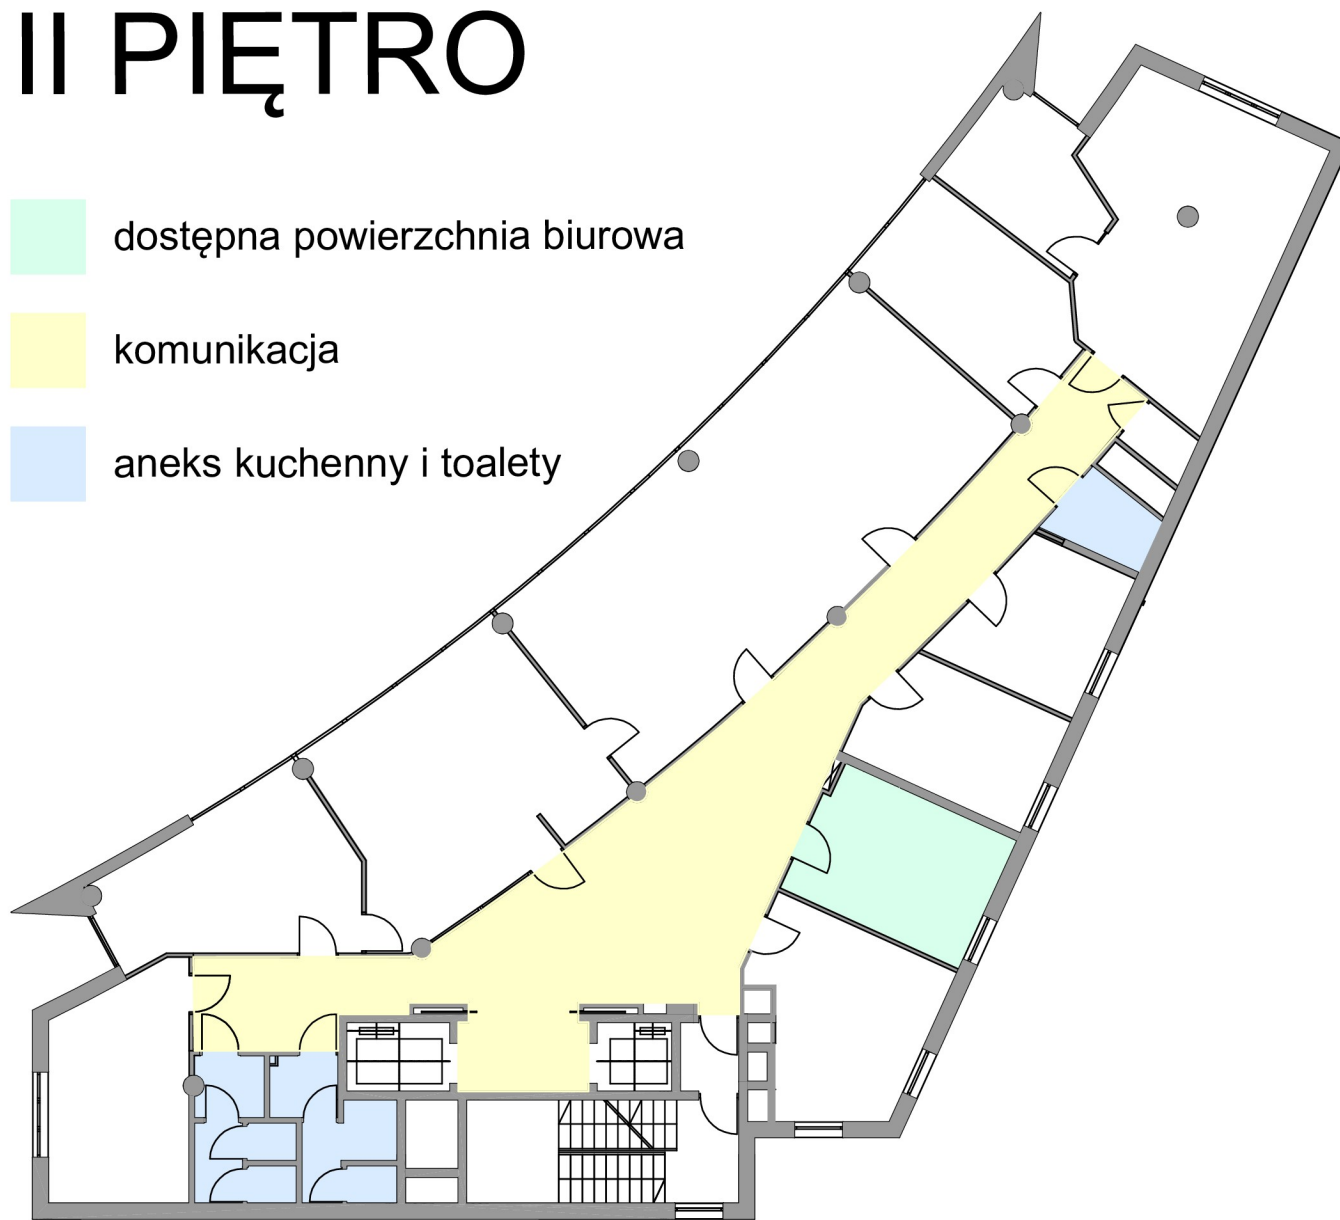 II PIĘTRO
dostępna powierzchnia biurowa
komunikacja
aneks kuchenny i toalety